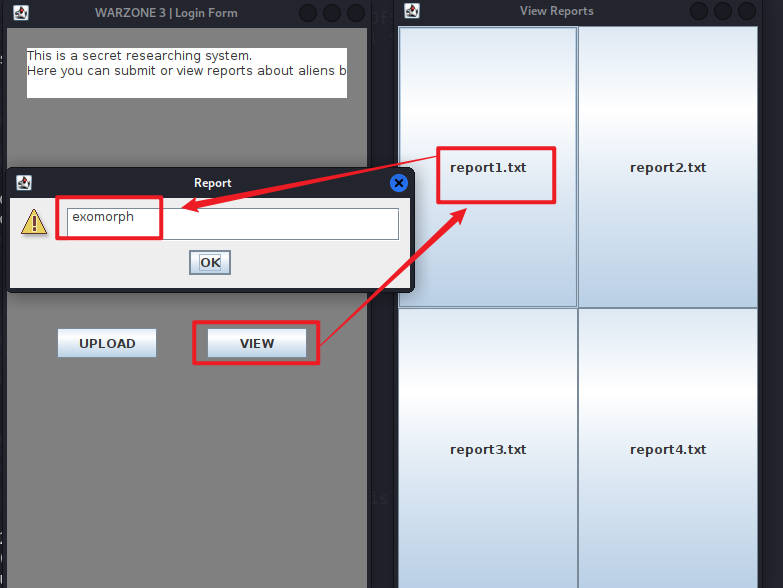 WARZONE 3 | Login Form
This is a secret researching system.
Here you can submit or view reports about aliens b
Report
exomorph
OK
UPLOAD
VIEW
View Reports
report1.txt
report2.txt
report3.txt
report4.txt